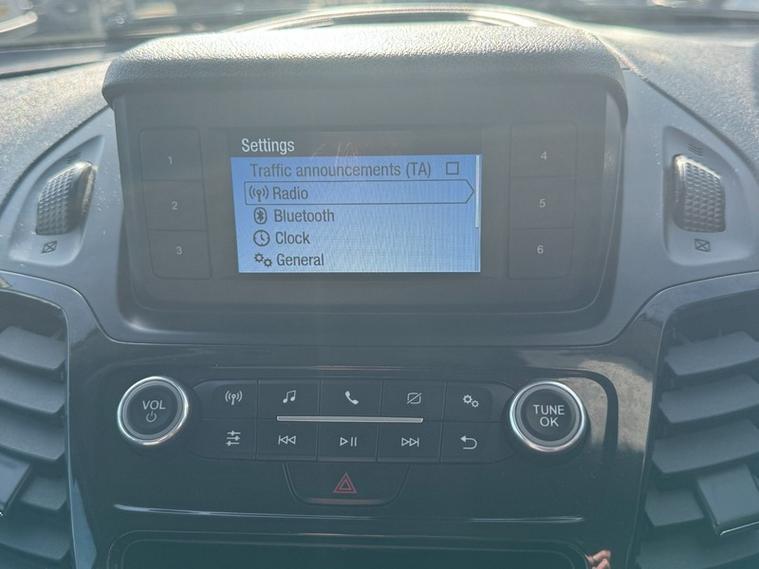 Settings
Traffic announcements (TA)
Radio
Bluetooth
Clock
General
1
2
3
4
5
6
VOL
TUNE
OK